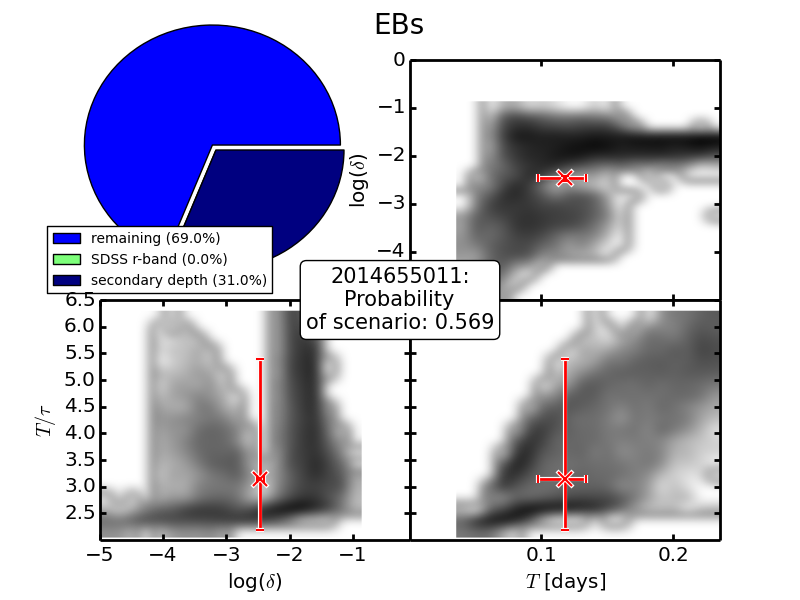 EBs
0
−1
−2
−3
−4
log(δ)
remaining (69.0%)
SDSS r-band (0.0%)
secondary depth (31.0%)
2014655011:
Probability
of scenario: 0.569
6.5
6.0
5.5
5.0
4.5
4.0
3.5
3.0
2.5
T/τ
−5 −4 −3 −2 −1
log(δ)
0.1 0.2
T [days]